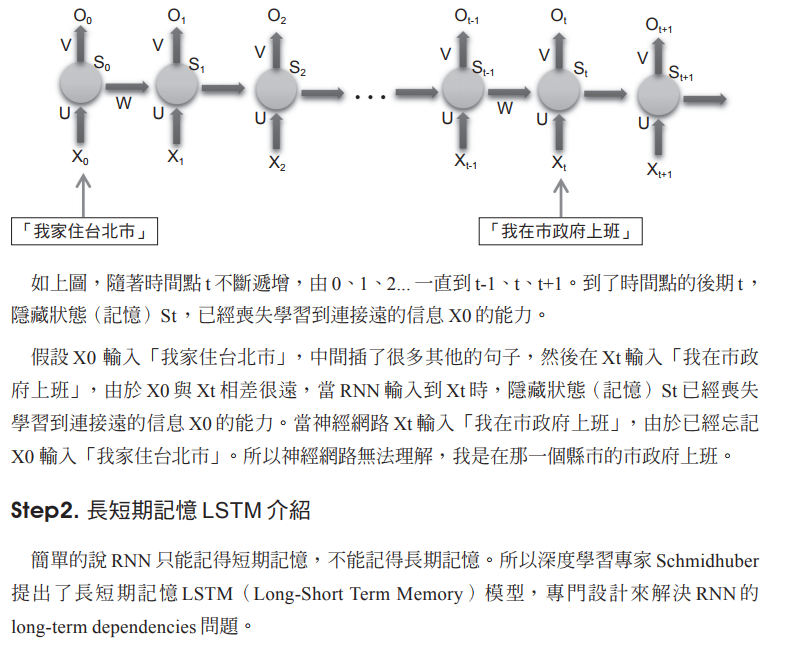 O0 O1 O2 Ot-1 Ot Ot+1
V V V V V V
S0 S1 S2 St-1 St St+1
W W
U U U U U U
X0 X1 X2 ... Xt-1 Xt Xt+1
「我家住台北市」 「我在市政府上班」
如上圖，隨著時間點 t 不斷遞增，由 0、1、2... 一直到 t-1、t、t+1。到了時間點的後期 t，
隱藏狀態（記憶）St，已經喪失學習到連接遠的信息 X0 的能力。
假設 X0 輸入「我家住台北市」，中間插了很多其他的句子，然後在 Xt 輸入「我在市政
府上班」，由於 X0 與 Xt 相差很遠，當 RNN 輸入到 Xt 時，隱藏狀態（記憶）St 已經喪失
學習到連接遠的信息 X0 的能力。當神經網路 Xt 輸入「我在市政府上班」，由於已經忘記
X0 輸入「我家住台北市」。所以神經網路無法理解，我是在那一個縣市的市政府上班。
Step2. 長短期記憶 LSTM 介紹
簡單的說 RNN 只能記得短期記憶，不能記得長期記憶。所以深度學習專家 Schmidhuber
提出了長短期記憶 LSTM（Long-Short Term Memory）模型，專門設計來解決 RNN 的
long-term dependencies 問題。